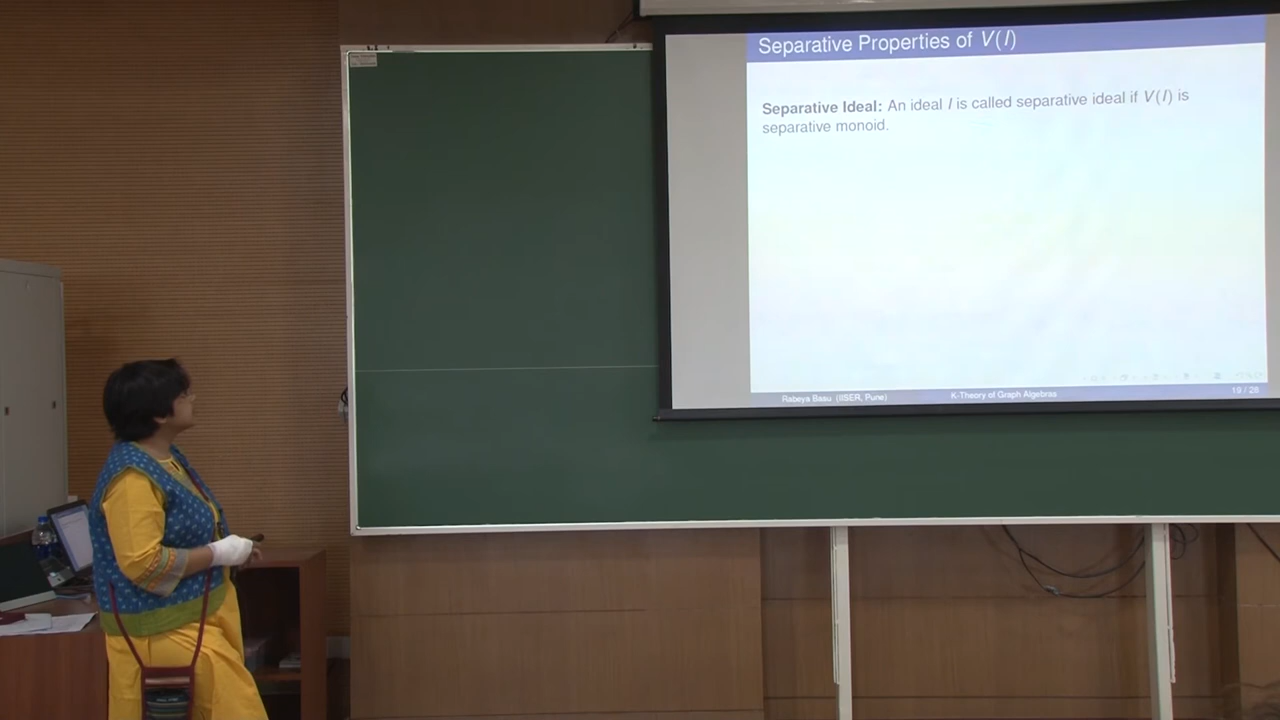 Separative Properties of V(I)
Separative Ideal: An ideal I is called separative ideal if V(I) is
separative monoid.
Rabeya Basu (IISER, Pune) K-Theory of Graph Algebras 19 / 28